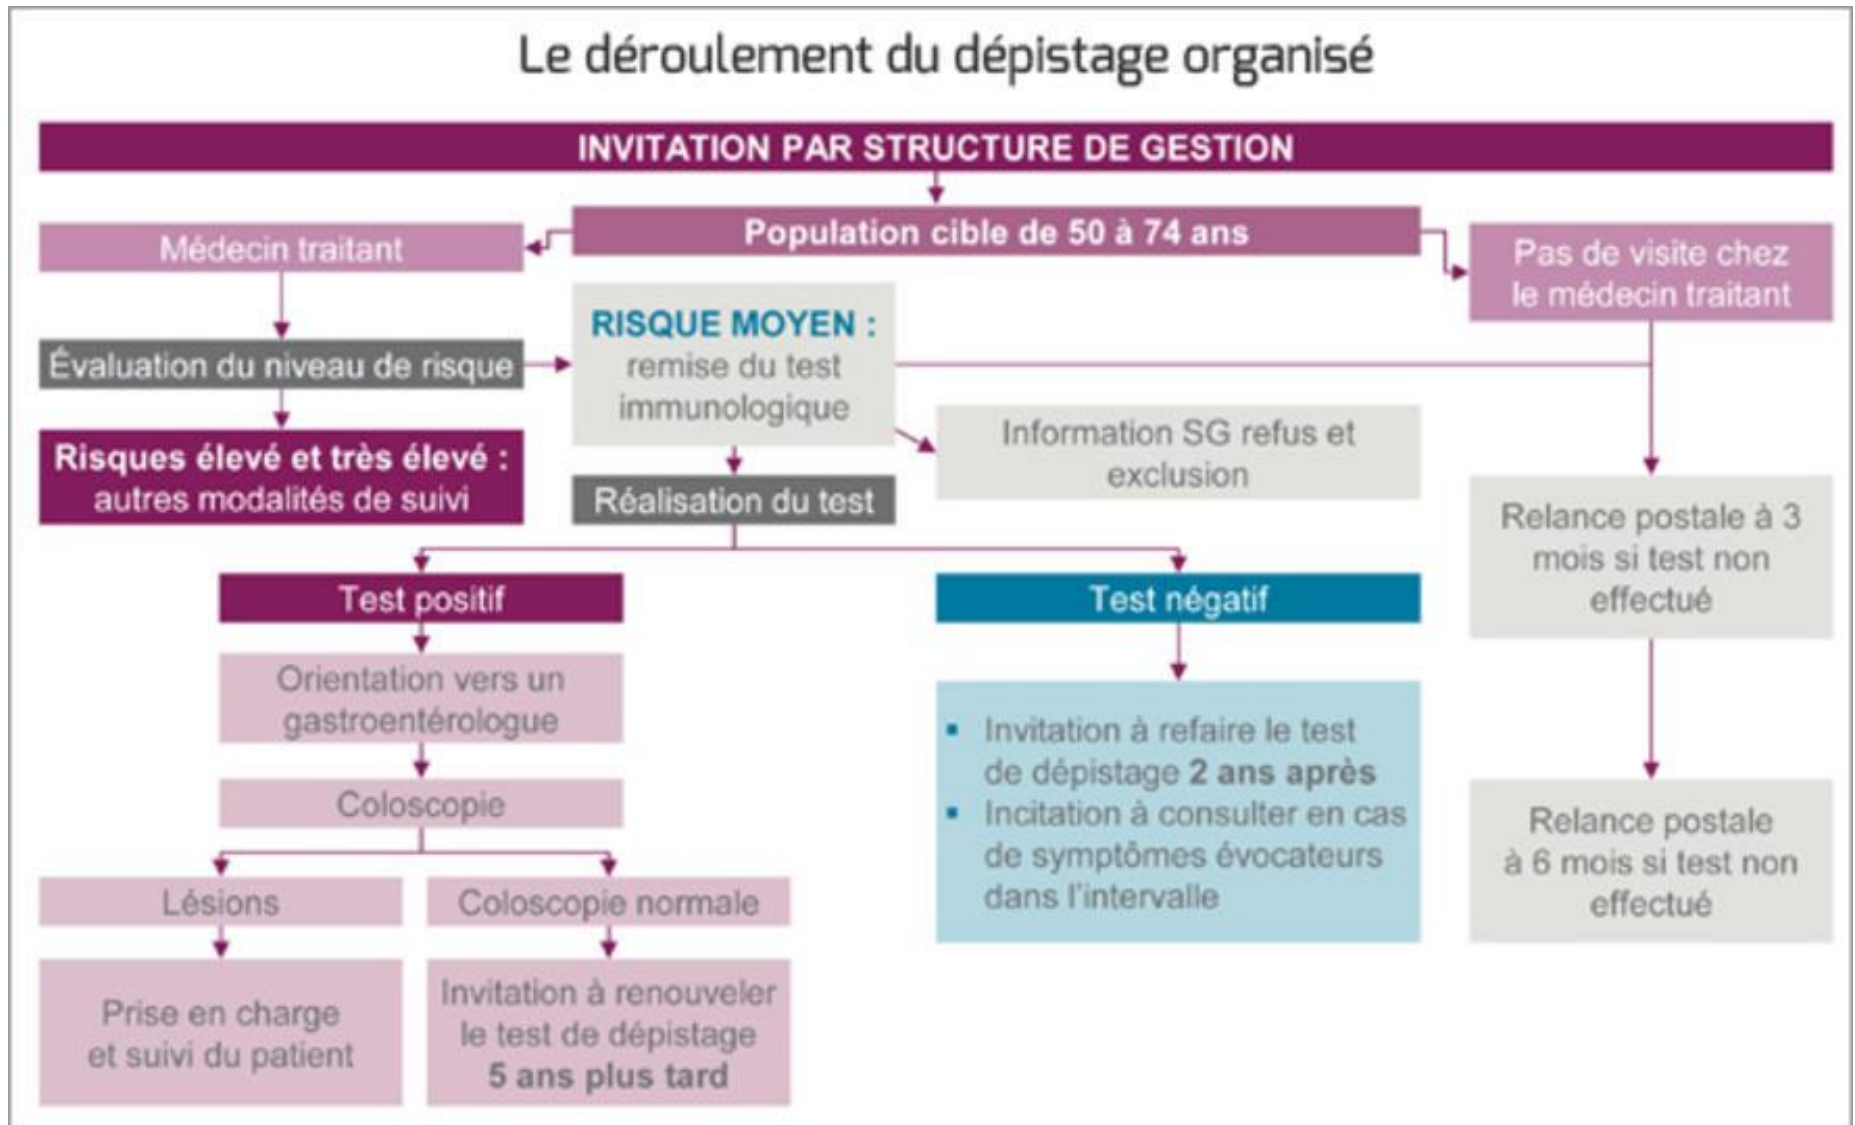 Le déroulement du dépistage organisé
INVITATION PAR STRUCTURE DE GESTION
Population cible de 50 à 74 ans
Médecin traitant
Pas de visite chez
le médecin traitant
Évaluation du niveau de risque
RISQUE MOYEN :
remise du test
immunologique
Information SG refus et
exclusion
Risques élevé et très élevé :
autres modalités de suivi
Réalisation du test
Relance postale à 3
mois si test non
effectué
Test positif
Test négatif
Orientation vers un
gastroentérologue
▪ Invitation à refaire le test
de dépistage 2 ans après
▪ Incitation à consulter en cas
de symptômes évocateurs
dans l'intervalle
Coloscopie
Relance postale
à 6 mois si test non
effectué
Lésions
Coloscopie normale
Prise en charge
et suivi du patient
Invitation à renouveler
le test de dépistage
5 ans plus tard